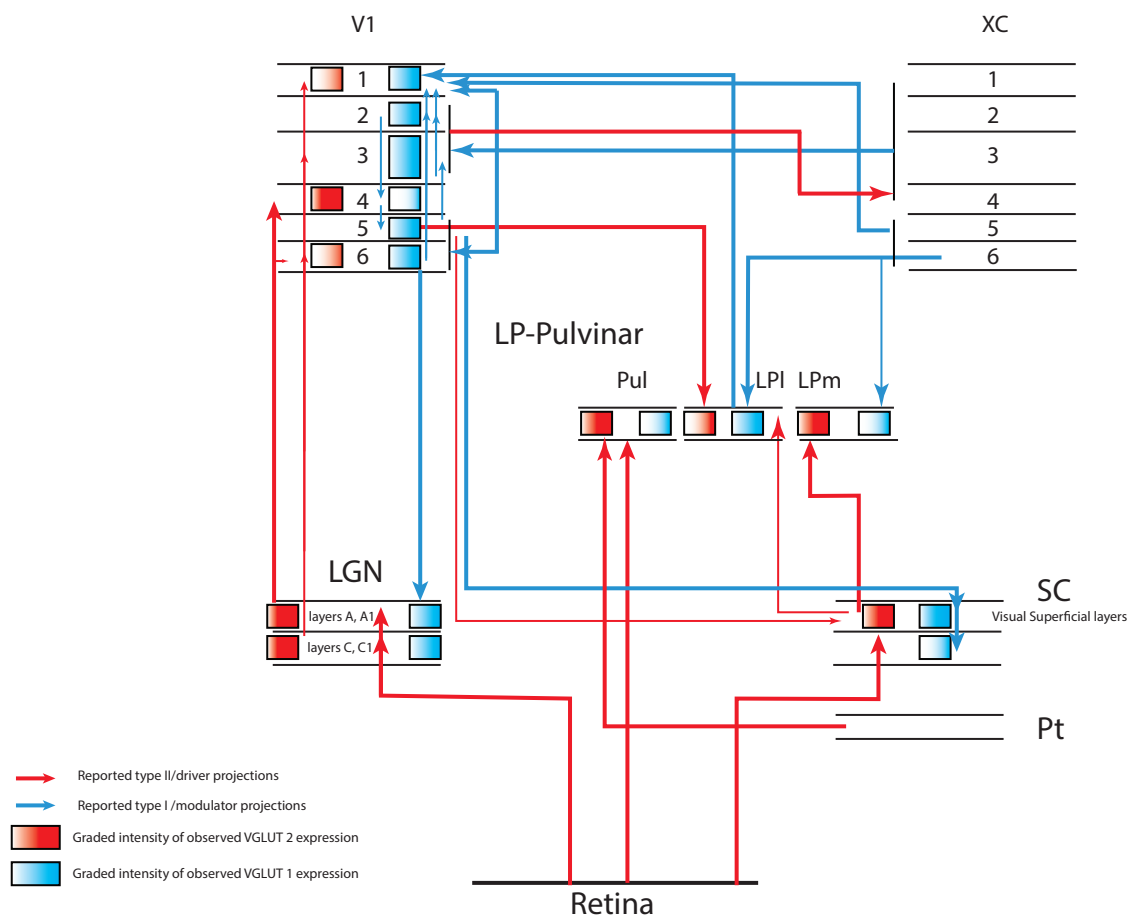 V1
XC
1
2
3
4
5
6
1
2
3
4
5
6
LP-Pulvinar
Pul
LPl
LPm
LGN
layers A, A1
layers C, C1
SC
Visual Superficial layers
Pt
Reported type II/driver projections
Reported type I /modulator projections
Graded intensity of observed VGLUT 2 expression
Graded intensity of observed VGLUT 1 expression
Retina